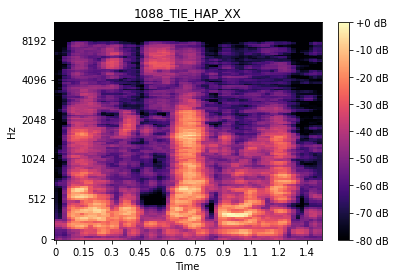 1088_TIE_HAP_XX
Hz
8192
4096
2048
1024
512
0
0 0.15 0.3 0.45 0.6 0.75 0.9 1.1 1.2 1.4
Time
+0 dB
-10 dB
-20 dB
-30 dB
-40 dB
-50 dB
-60 dB
-70 dB
-80 dB